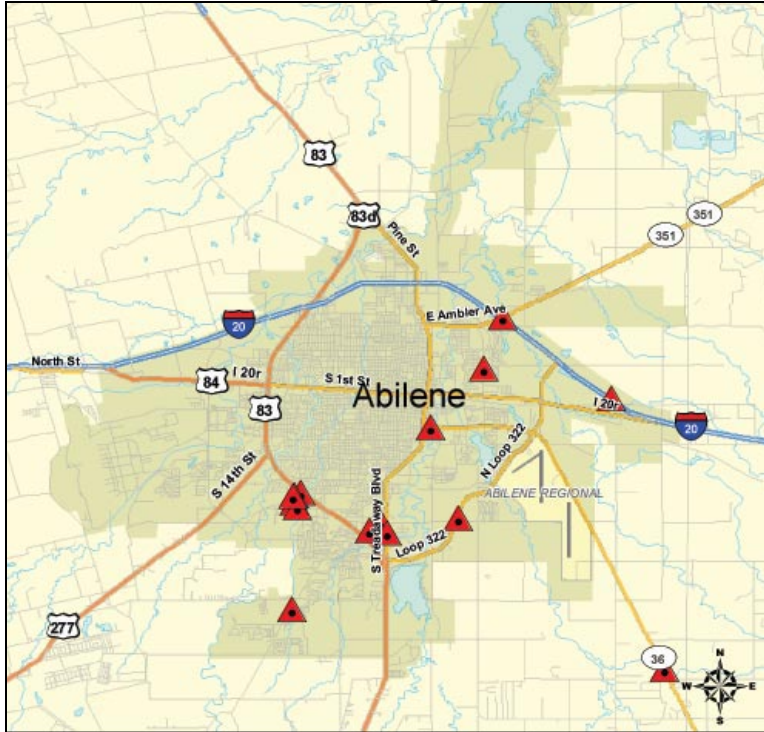 83
83d
Pine St
351
351
E Ambler Ave
20
North St
84
I 20r
S 1st St
Abilene
83
I 20r
20
N Loop 322
S 14th St
ABILENE REGIONAL
S Treadaway Blvd
Loop 322
277
36
N
W
E
S